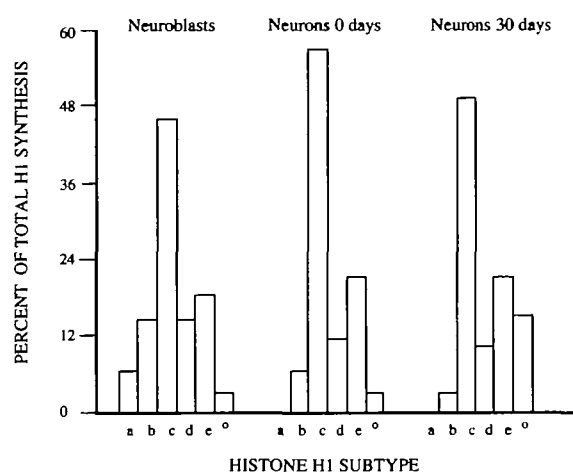 Neuroblasts Neurons 0 days Neurons 30 days
PERCENT OF TOTAL H1 SYNTHESIS
60
48
36
24
12
0
a b c d e o a b c d e o a b c d e o
HISTONE H1 SUBTYPE